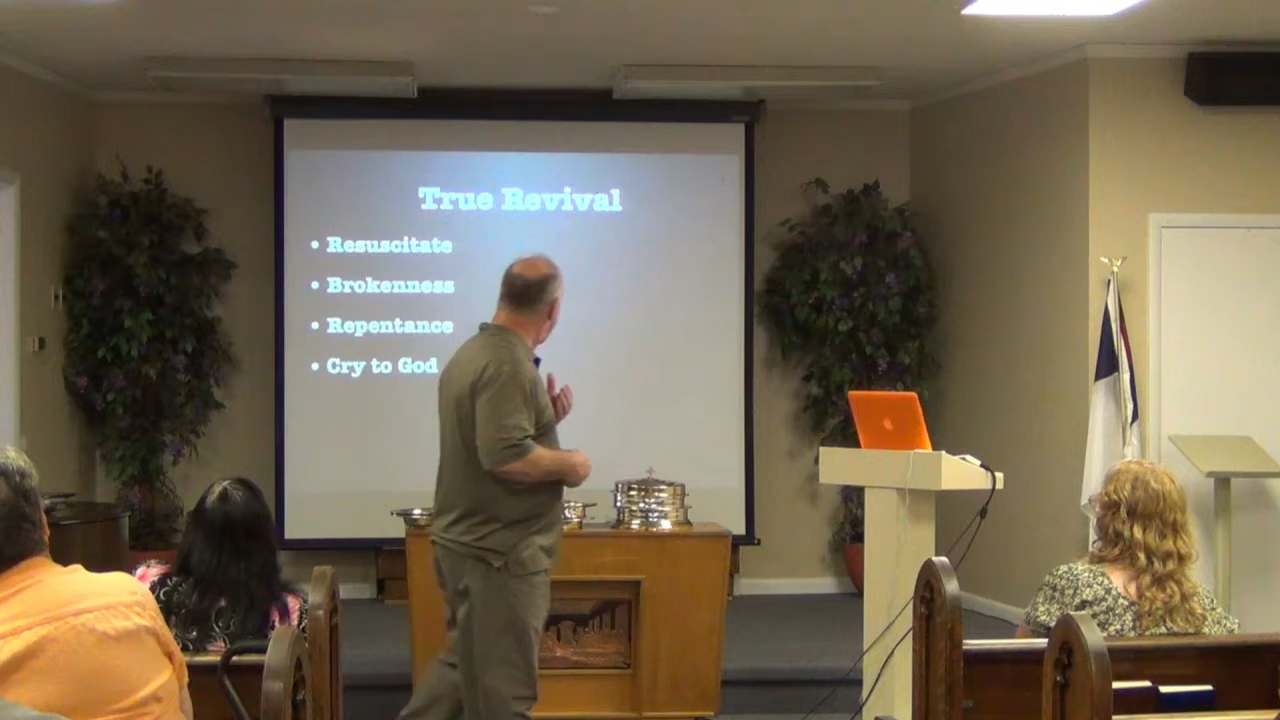 True Revival
• Resuscitate
• Brokenness
• Repentance
• Cry to God